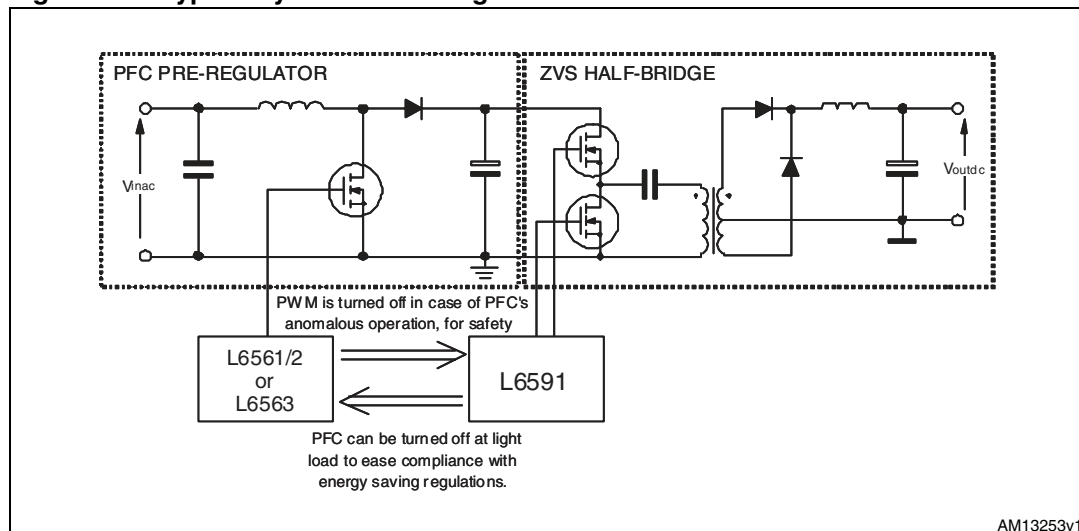 PFC PRE-REGULATOR
ZVS HALF-BRIDGE
Vinac
Voutdc
PWM is turned off in case of PFC's
anomalous operation, for safety
L6561/2
or
L6563
L6591
PFC can be turned off at light
load to ease compliance with
energy saving regulations.
AM13253v1